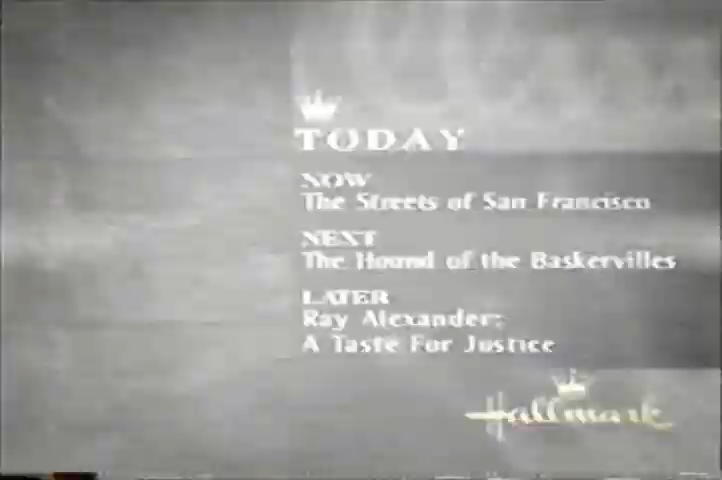 TODAY
NOW
The Streets of San Francisco
NEXT
The Hound of the Baskervilles
LATER
Ray Alexander:
A Taste For Justice
Hallmark